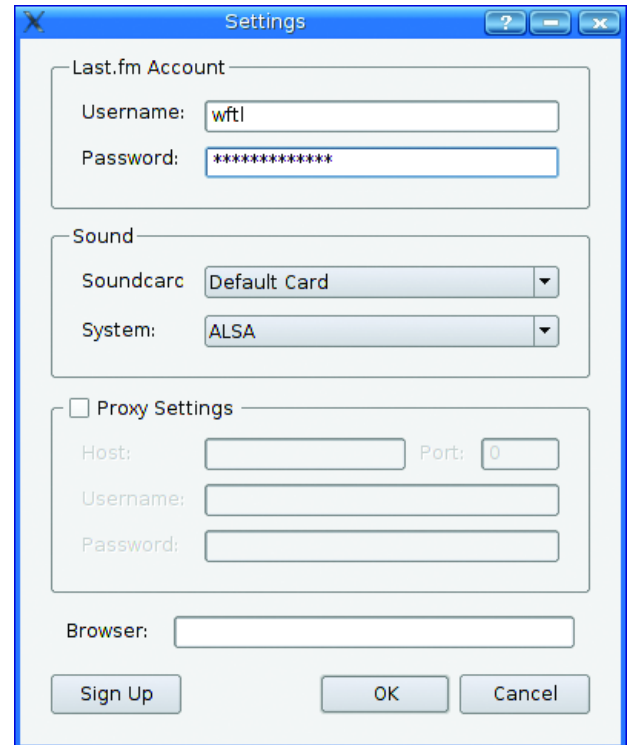 Settings
Last.fm Account
Username: wftl
Password: *************
Sound
Soundcarc Default Card
System: ALSA
Proxy Settings
Host: Port: 0
Username:
Password:
Browser:
Sign Up OK Cancel